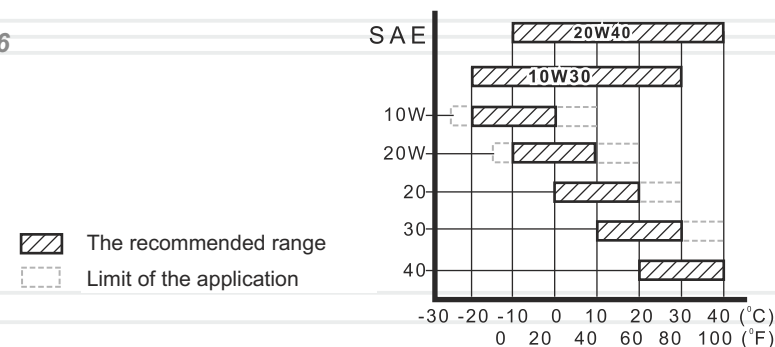 6
SAE
20W40
10W30
10W
20W
20
30
40
The recommended range
Limit of the application
-30 -20 -10 0 10 20 30 40 (°C)
0 20 40 60 80 100 (°F)